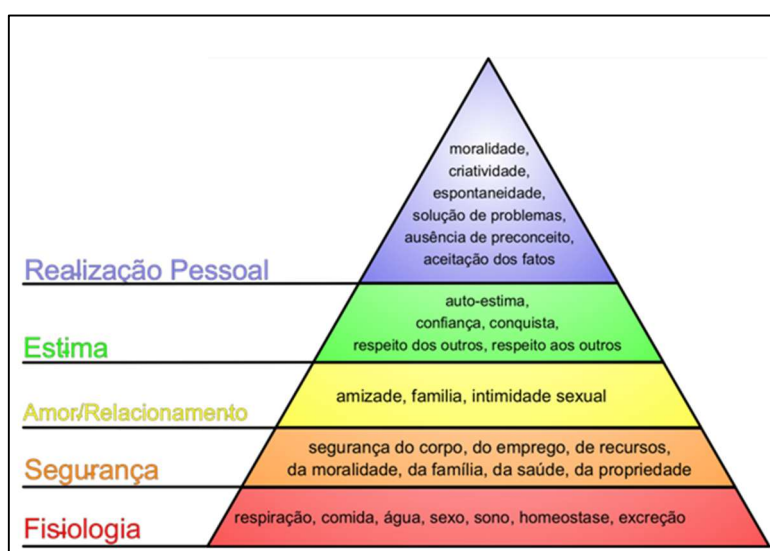 moralidade,
criatividade,
espontaneidade,
solução de problemas,
ausência de preconceito,
aceitação dos fatos
Realização Pessoal
auto-estima,
confiança, conquista,
respeito dos outros, respeito aos outros
Estima
amizade, familia, intimidade sexual
Amor/Relacionamento
segurança do corpo, do emprego, de recursos,
da moralidade, da família, da saúde, da propriedade
Segurança
respiração, comida, água, sexo, sono, homeostase, excreção
Fisiologia